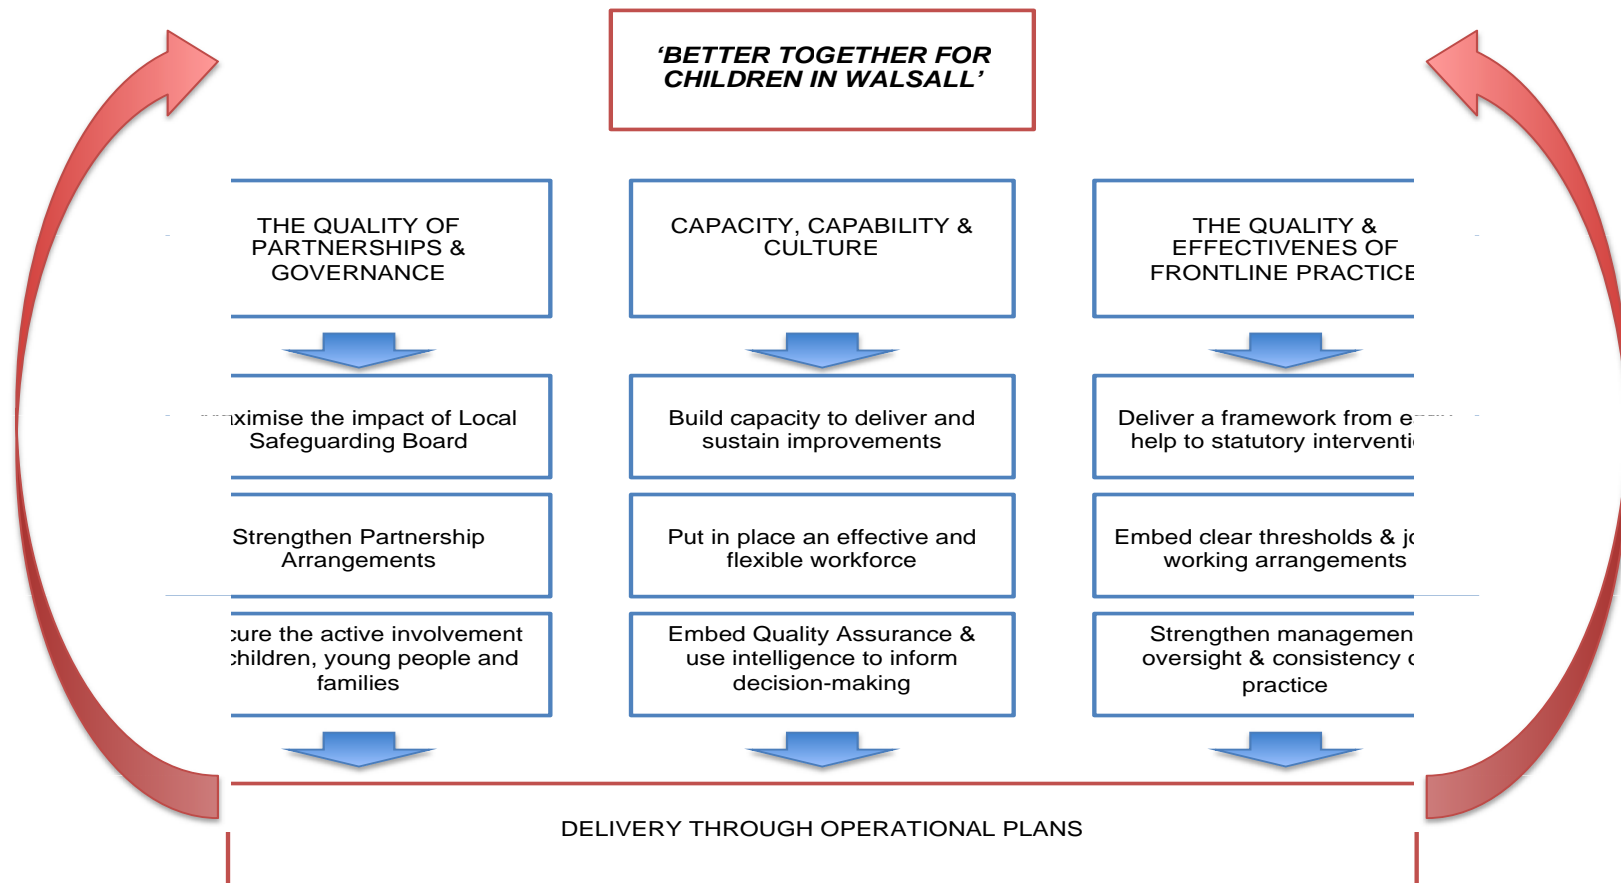 ‘BETTER TOGETHER FOR
CHILDREN IN WALSALL’
THE QUALITY OF
PARTNERSHIPS &
GOVERNANCE
CAPACITY, CAPABILITY &
CULTURE
THE QUALITY &
EFFECTIVENES OF
FRONTLINE PRACTICE
the impact of Local
Safeguarding Board
Build capacity to deliver and
sustain improvements
Deliver a framework from
help to statutory
Strengthen Partnership
Arrangements
Put in place an effective and
flexible workforce
Embed clear thresholds &
working arrangements
the active involvement
children, young people and
families
Embed Quality Assurance &
use intelligence to inform
decision-making
Strengthen
oversight & consistency
practice
DELIVERY THROUGH OPERATIONAL PLANS